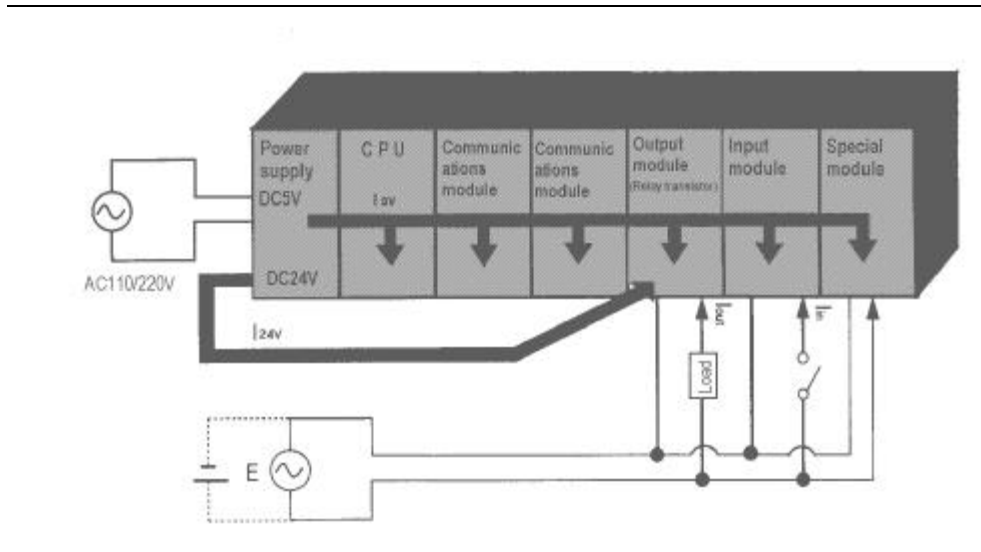 Power
supply
DC5V
C P U
I 5V
Communic
ations
module
Communic
ations
module
Output
module
(Relay translstor)
Input
module
Special
module
AC110/220V
DC24V
I 24V
I out
I in
Load
E